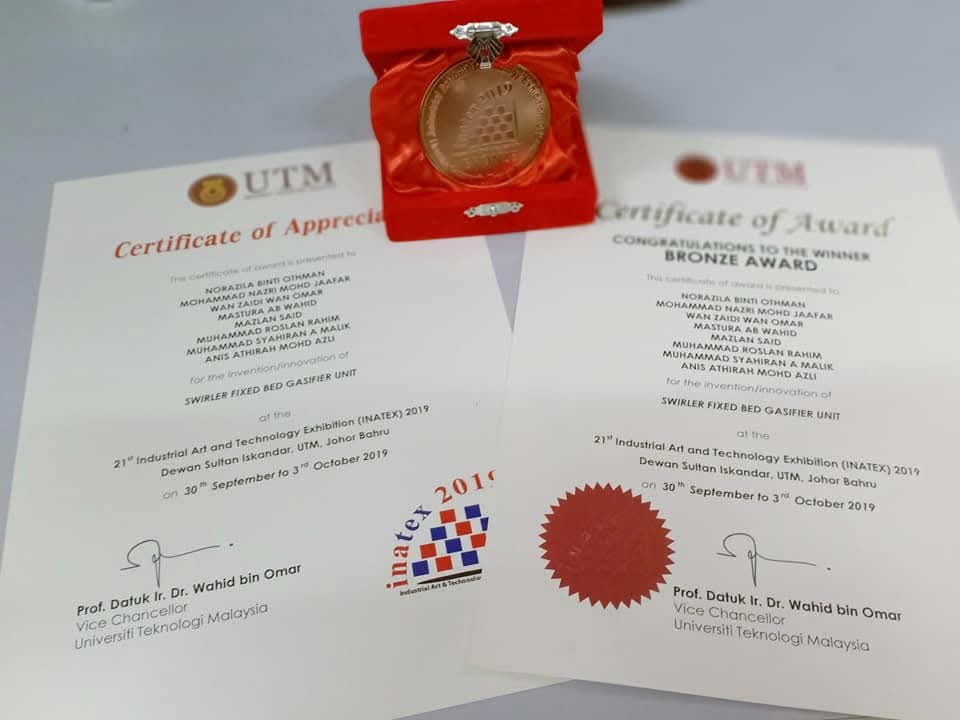 inatex 2019
UTM
Certificate of Apprecia
This certificate of award is presented to
NORAZILA BINTI OTHMAN
MOHAMMAD NAZRI MOHD JAAFAR
WAN ZAIDI WAN OMAR
MASTURA AB WAHID
MAZLAN SAID
MUHAMMAD ROSLAN RAHIM
MUHAMMAD SYAHIRAN A MALIK
ANIS ATHIRAH MOHD AZLI
for the invention/innovation of
SWIRLER FIXED BED GASIFIER UNIT
at the
21st Industrial Art and Technology Exhibition (INATEX) 2019
Dewan Sultan Iskandar, UTM, Johor Bahru
on 30th September to 3rd October 2019
Prof. Datuk Ir. Dr. Wahid bin Omar
Vice Chancellor
Universiti Teknologi Malaysia
inatex 2019
Industrial Art & Technolo
UTM
Certificate of Award
CONGRATULATIONS TO THE WINNER
BRONZE AWARD
This certificate of award is presented to
NORAZILA BINTI OTHMAN
MOHAMMAD NAZRI MOHD JAAFAR
WAN ZAIDI WAN OMAR
MASTURA AB WAHID
MAZLAN SAID
MUHAMMAD ROSLAN RAHIM
MUHAMMAD SYAHIRAN A MALIK
ANIS ATHIRAH MOHD AZLI
for the invention/innovation of
SWIRLER FIXED BED GASIFIER UNIT
at the
21st Industrial Art and Technology Exhibition (INATEX) 2019
Dewan Sultan Iskandar, UTM, Johor Bahru
on 30th September to 3rd October 2019
Prof. Datuk Ir. Dr. Wahid bin Omar
Vice Chancellor
Universiti Teknologi Malaysia